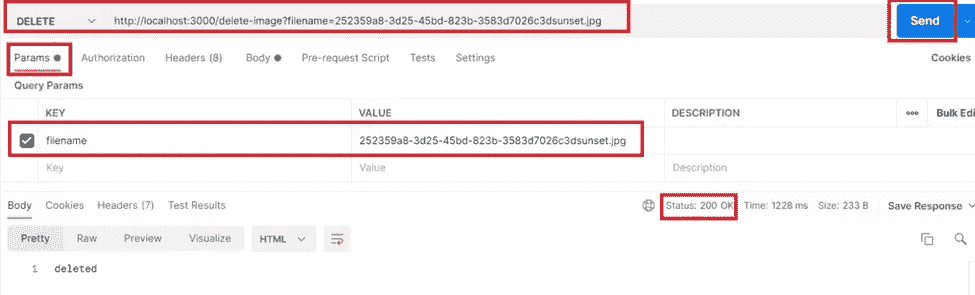 DELETE http://localhost:3000/delete-image?filename=252359a8-3d25-45bd-823b-3583d7026c3dsunset.jpg Send
Params Authorization Headers (8) Body Pre-request Script Tests Settings Cookies
Query Params
KEY VALUE DESCRIPTION ooo Bulk Edi
filename 252359a8-3d25-45bd-823b-3583d7026c3dsunset.jpg
Key Value Description
Body Cookies Headers (7) Test Results Status: 200 OK Time: 1228 ms Size: 233 B Save Response
Pretty Raw Preview Visualize HTML
1 deleted